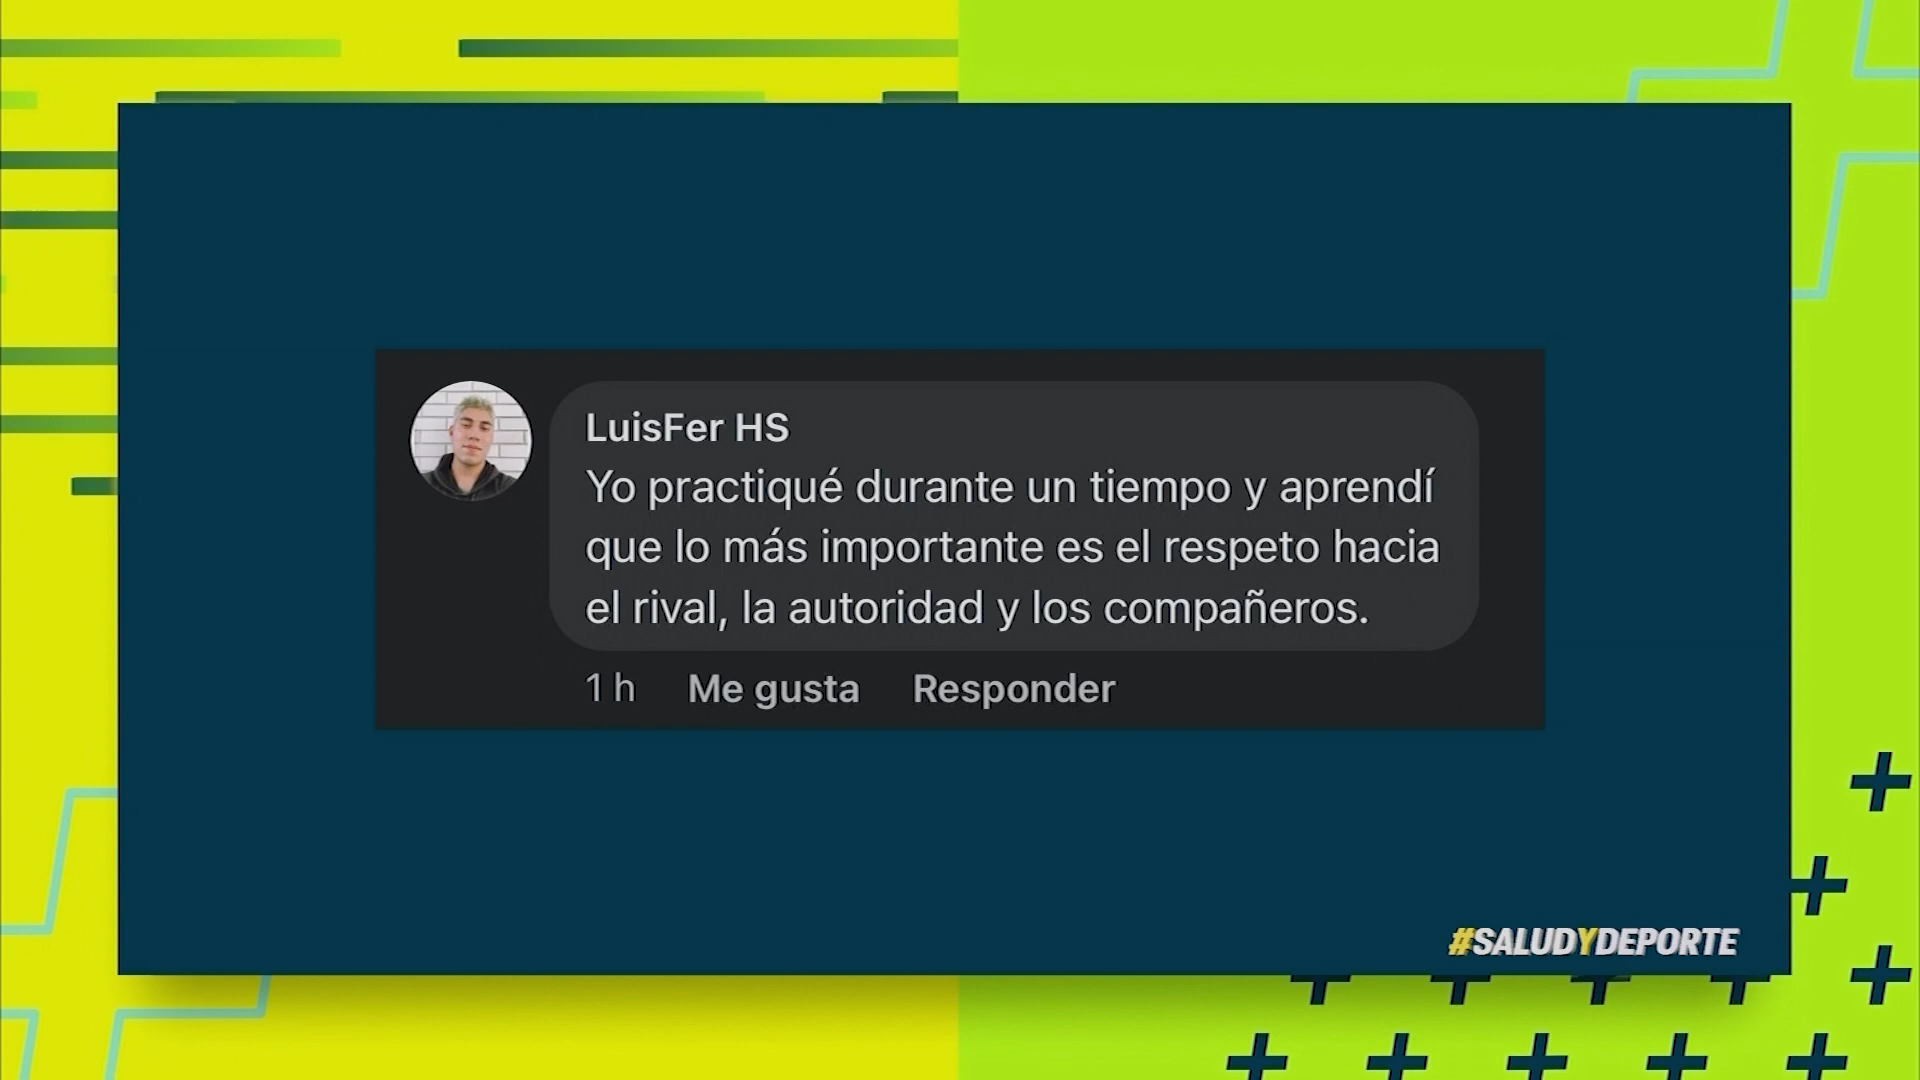 LuisFer HS
Yo practiqué durante un tiempo y aprendí
que lo más importante es el respeto hacia
el rival, la autoridad y los compañeros.
1 h Me gusta Responder
#SALUDYDEPORTE